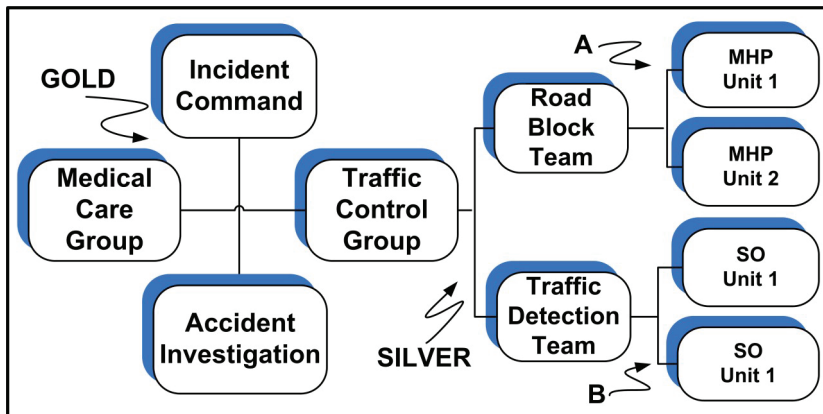 GOLD
Incident
Command
Medical
Care
Group
Traffic
Control
Group
Accident
Investigation
SILVER
A
Road
Block
Team
MHP
Unit 1
MHP
Unit 2
Traffic
Detection
Team
SO
Unit 1
SO
Unit 1
B